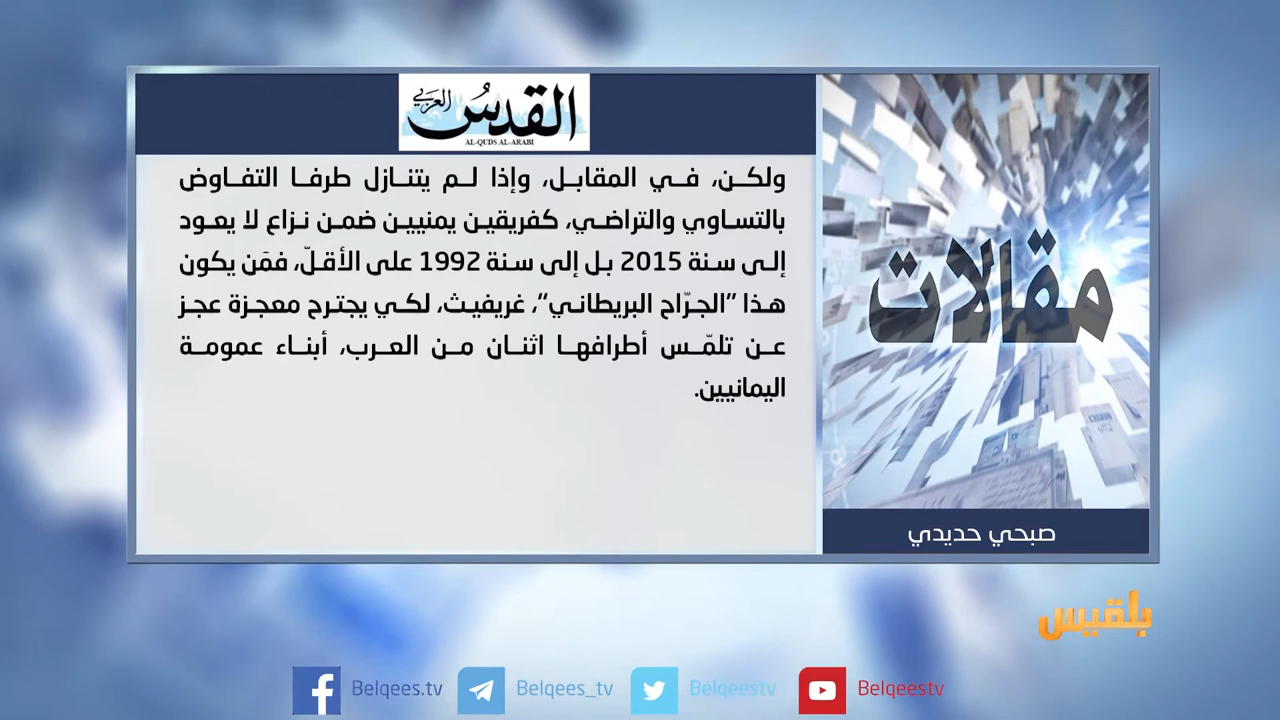 القدس العربي
AL-QUDS AL-ARABI
ولكن، في المقابل، وإذا لم يتنازل طرفا التفاوض
بالتساوي والتراضي، كفريقين يمنيين ضمن نزاع لا يعود
إلى سنة 2015 بل إلى سنة 1992 على الأقلّ، فمَن يكون
هذا ”الجرّاح البريطاني“، غريفيث، لكي يجترح معجزة عجز
عن تلمّس أطرافها اثنان من العرب، أبناء عمومة
اليمانيين.
مقالات
صبحي حديدي
بلقيس
Belqees.tv
Belqees_tv
Belqeestv
Belqeestv